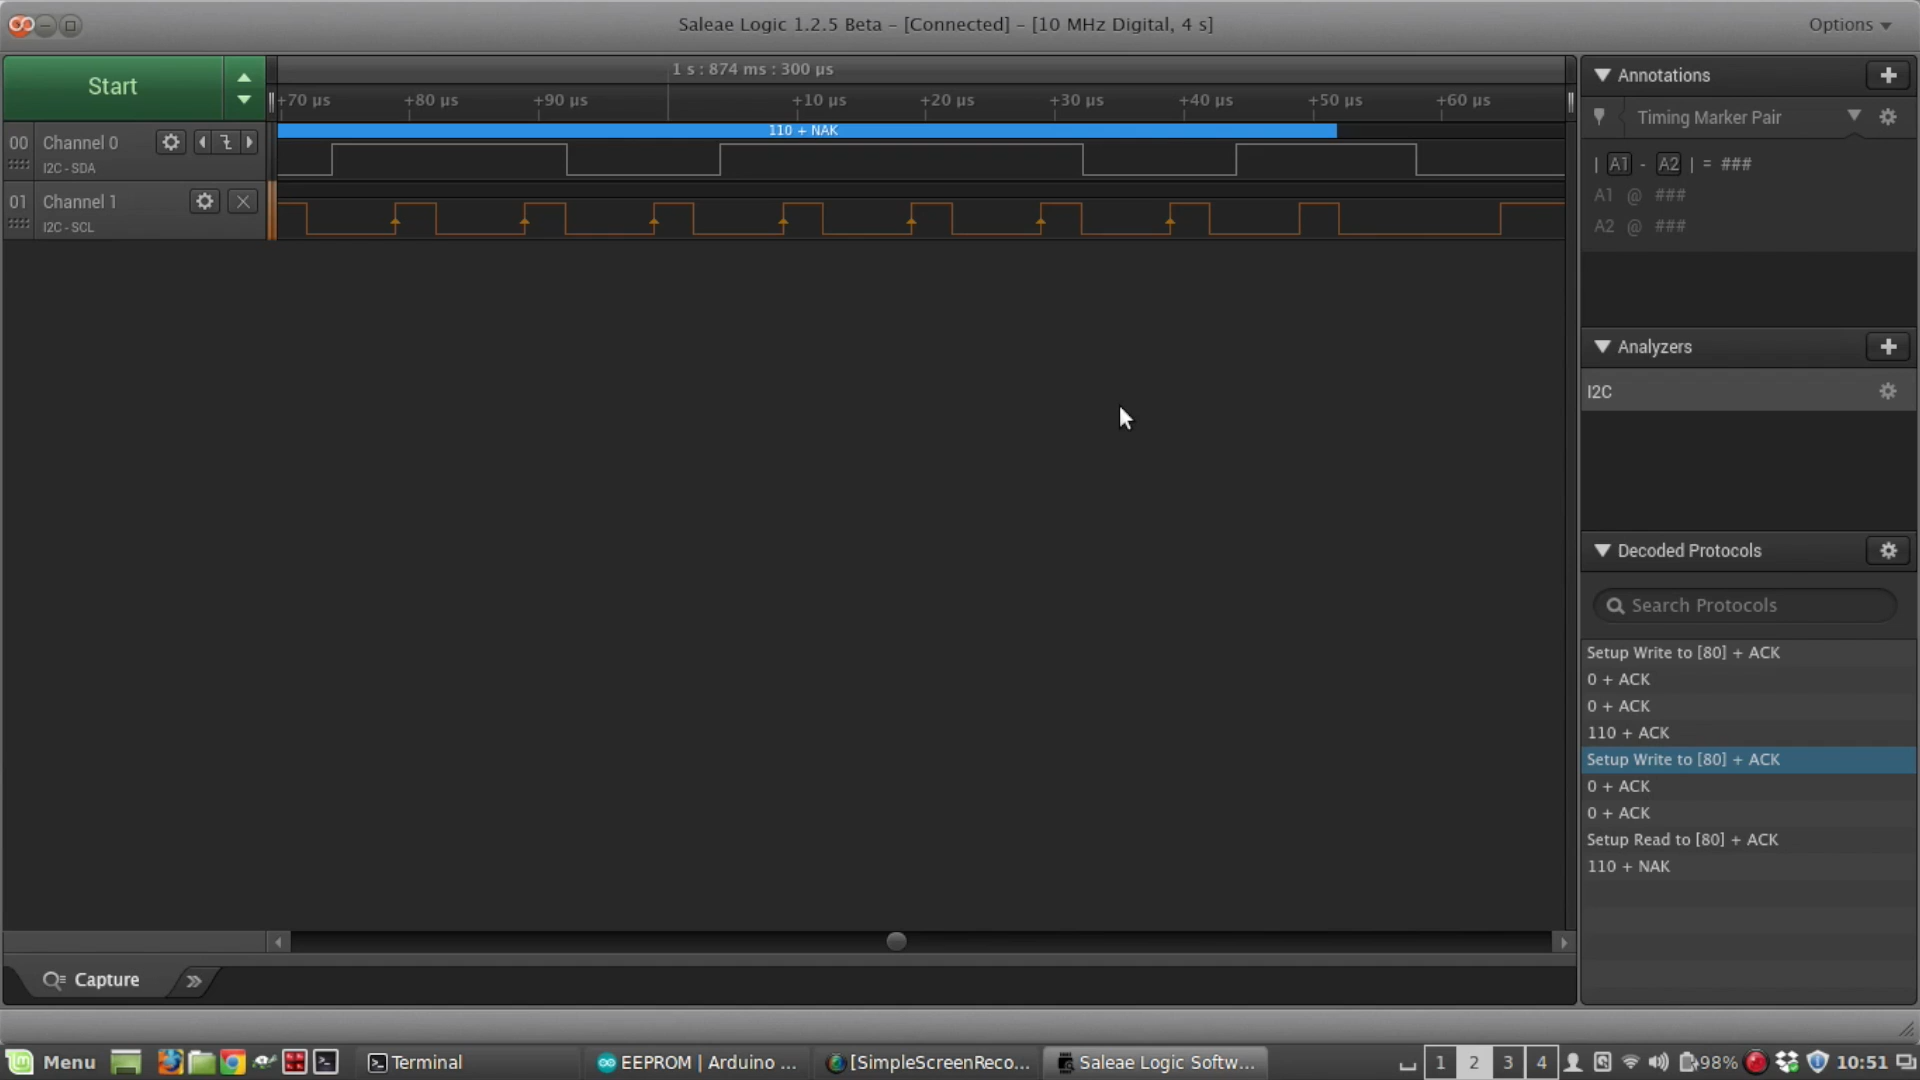 Saleae Logic 1.2.5 Beta - [Connected] - [10 MHz Digital, 4 s]
Options
Start
1 s : 874 ms : 300 µs
+70 µs +80 µs +90 µs +10 µs +20 µs +30 µs +40 µs +50 µs +60 µs
110 + NAK
00 Channel 0
I2C - SDA
01 Channel 1
I2C - SCL
Annotations
Timing Marker Pair
| A1 - A2 | = ###
A1 @ ###
A2 @ ###
Analyzers
I2C
Decoded Protocols
Search Protocols
Setup Write to [80] + ACK
0 + ACK
0 + ACK
110 + ACK
Setup Write to [80] + ACK
0 + ACK
0 + ACK
Setup Read to [80] + ACK
110 + NAK
Capture
Menu Terminal EEPROM | Arduino ... [SimpleScreenReco... Saleae Logic Softw... 1 2 3 4 98% 10:51